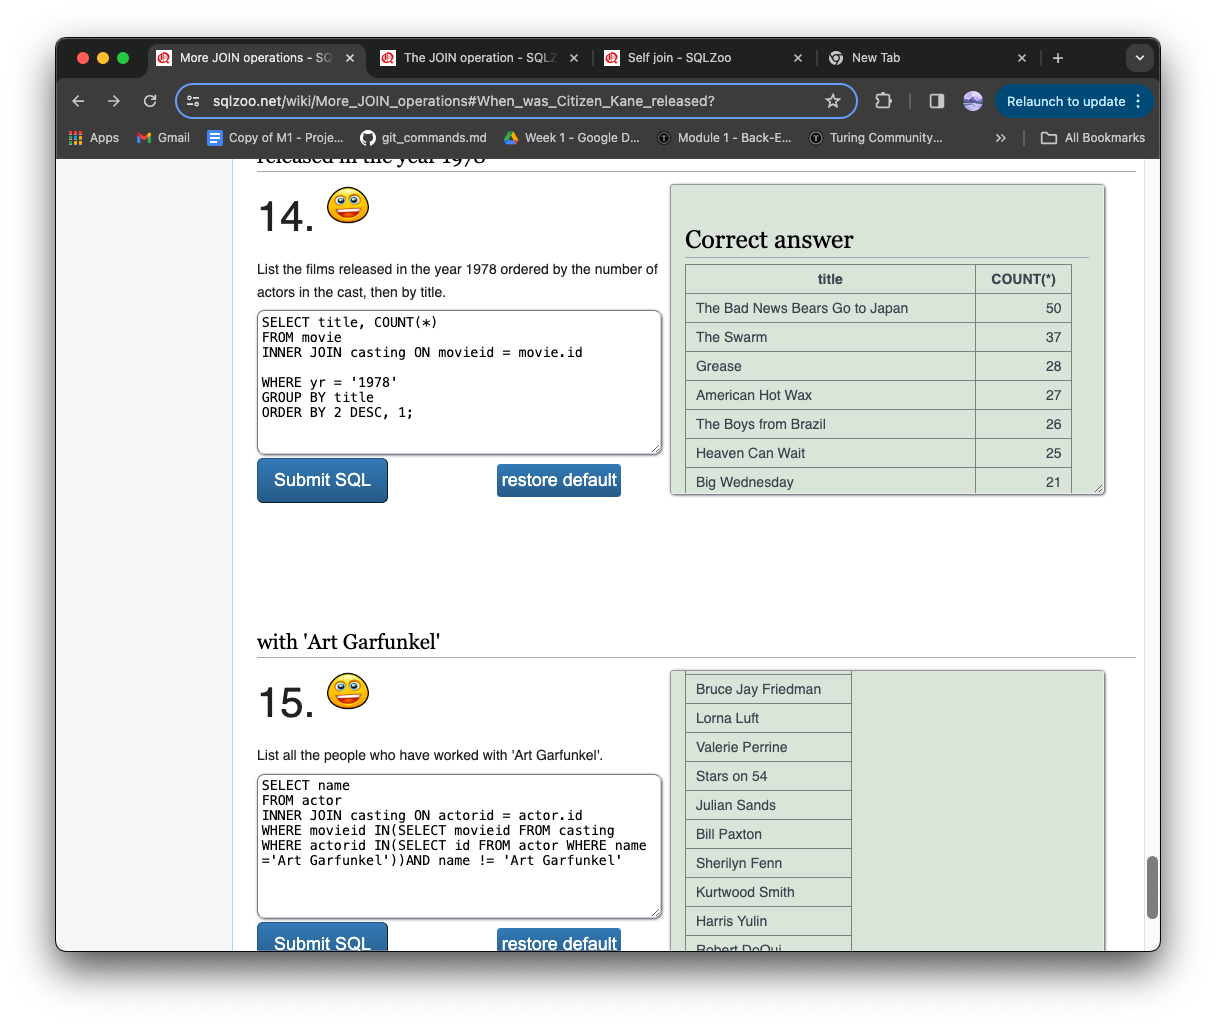 More JOIN operations - SQ
The JOIN operation - SQLZ
Self join - SQLZoo
New Tab
sqlzoo.net/wiki/More_JOIN_operations#When_was_Citizen_Kane_released?
Relaunch to update
Apps
Gmail
Copy of M1 - Proje...
git_commands.md
Week 1 - Google D...
Module 1 - Back-E...
Turing Community...
»
All Bookmarks
released in the year 1978
14.
List the films released in the year 1978 ordered by the number of
actors in the cast, then by title.
SELECT title, COUNT(*)
FROM movie
INNER JOIN casting ON movieid = movie.id
WHERE yr = '1978'
GROUP BY title
ORDER BY 2 DESC, 1;
Submit SQL
restore default
Correct answer
title COUNT(*)
The Bad News Bears Go to Japan 50
The Swarm 37
Grease 28
American Hot Wax 27
The Boys from Brazil 26
Heaven Can Wait 25
Big Wednesday 21
with 'Art Garfunkel'
15.
List all the people who have worked with 'Art Garfunkel'.
SELECT name
FROM actor
INNER JOIN casting ON actorid = actor.id
WHERE movieid IN(SELECT movieid FROM casting
WHERE actorid IN(SELECT id FROM actor WHERE name
='Art Garfunkel'))AND name != 'Art Garfunkel'
Submit SQL
restore default
Bruce Jay Friedman
Lorna Luft
Valerie Perrine
Stars on 54
Julian Sands
Bill Paxton
Sherilyn Fenn
Kurtwood Smith
Harris Yulin
Robert DoQui